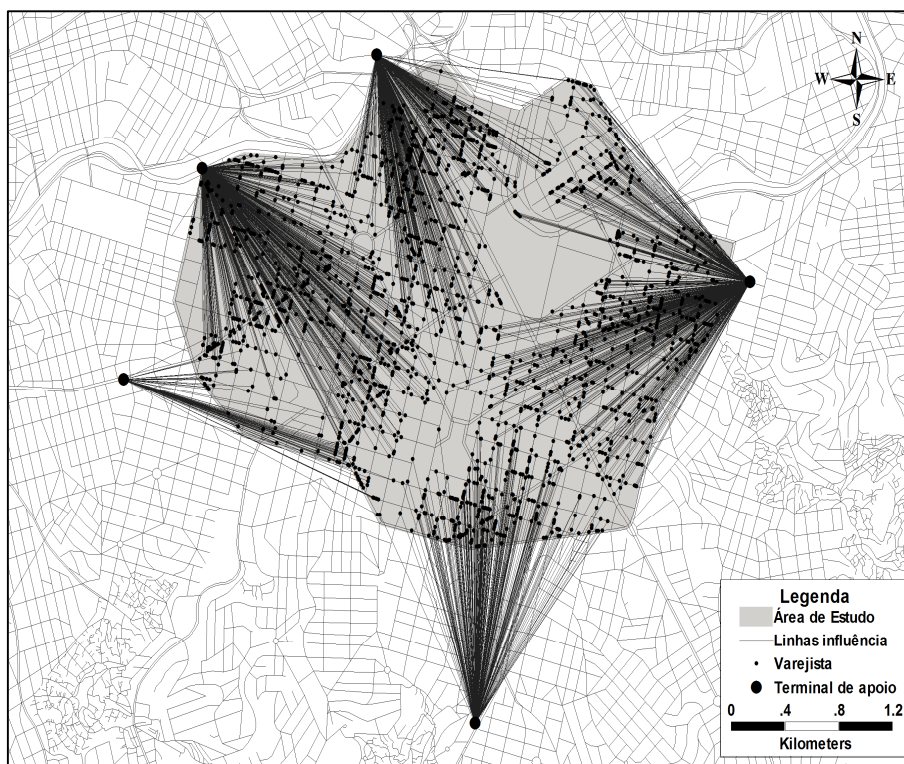 N
W E
S
Legenda
Área de Estudo
Linhas influência
Varejista
Terminal de apoio
0 .4 .8 1.2
Kilometers